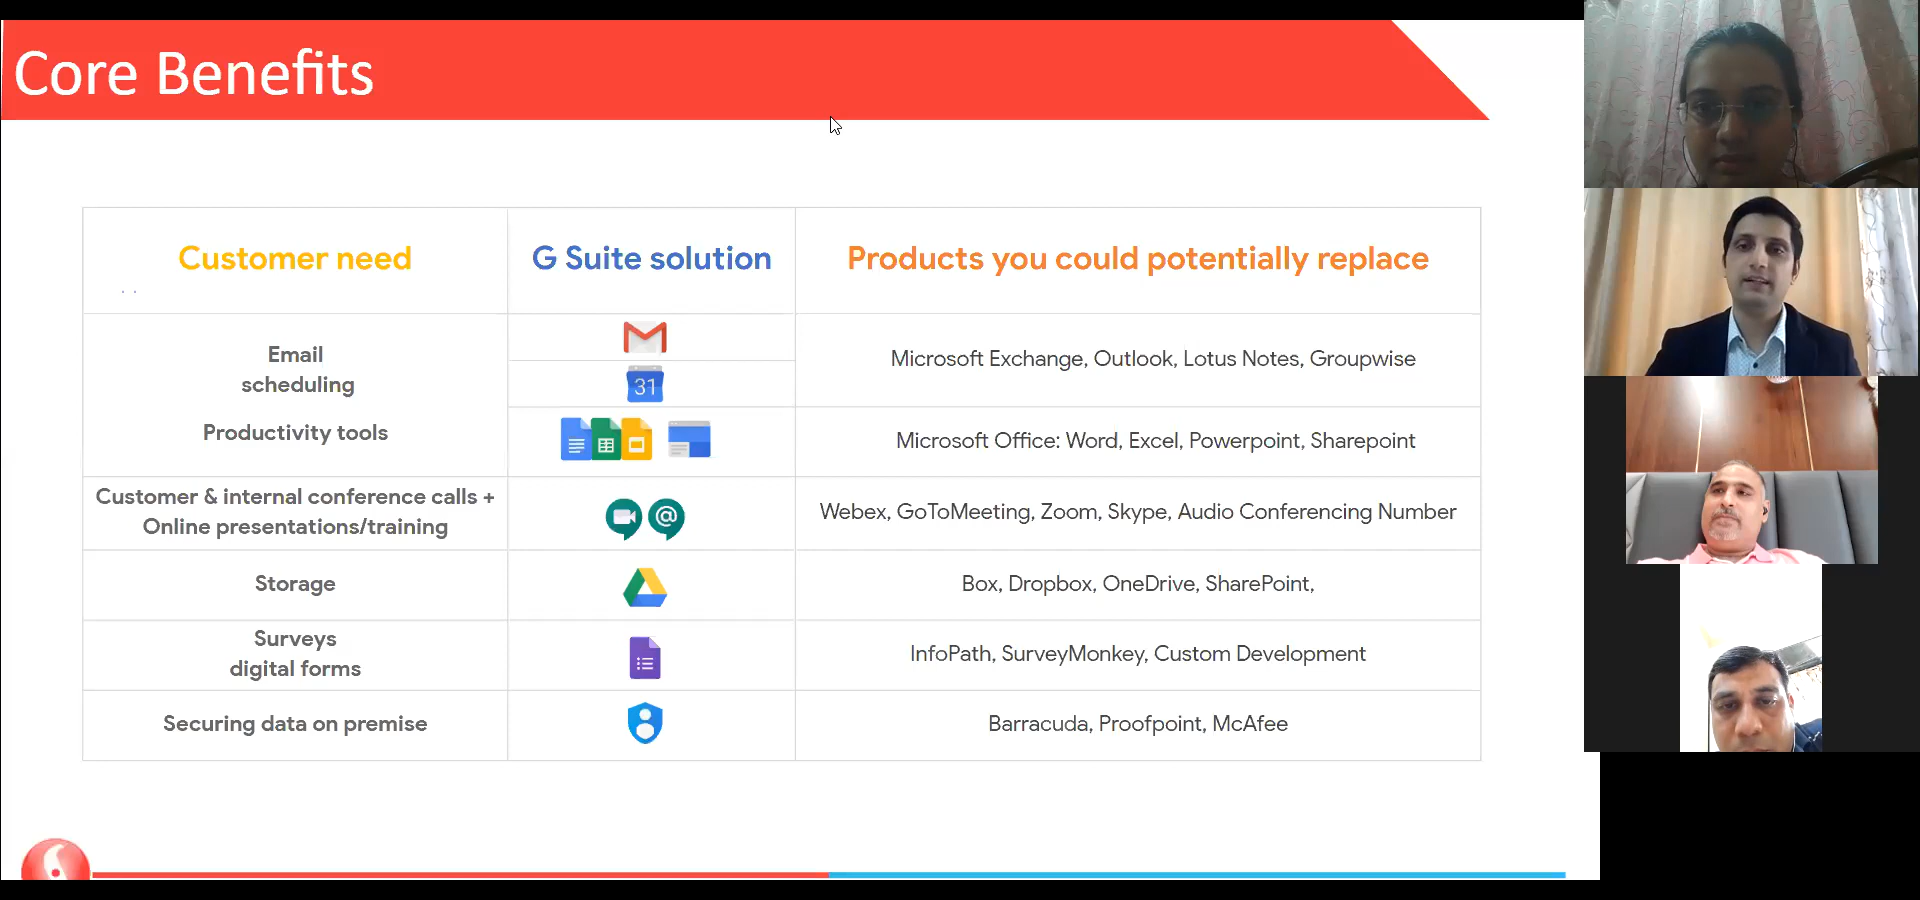 Core Benefits
Customer need
G Suite solution
Products you could potentially replace
Email
scheduling
31
Microsoft Exchange, Outlook, Lotus Notes, Groupwise
Productivity tools
Microsoft Office: Word, Excel, Powerpoint, Sharepoint
Customer & internal conference calls +
Online presentations/training
@
Webex, GoToMeeting, Zoom, Skype, Audio Conferencing Number
Storage
Box, Dropbox, OneDrive, SharePoint,
Surveys
digital forms
InfoPath, SurveyMonkey, Custom Development
Securing data on premise
Barracuda, Proofpoint, McAfee